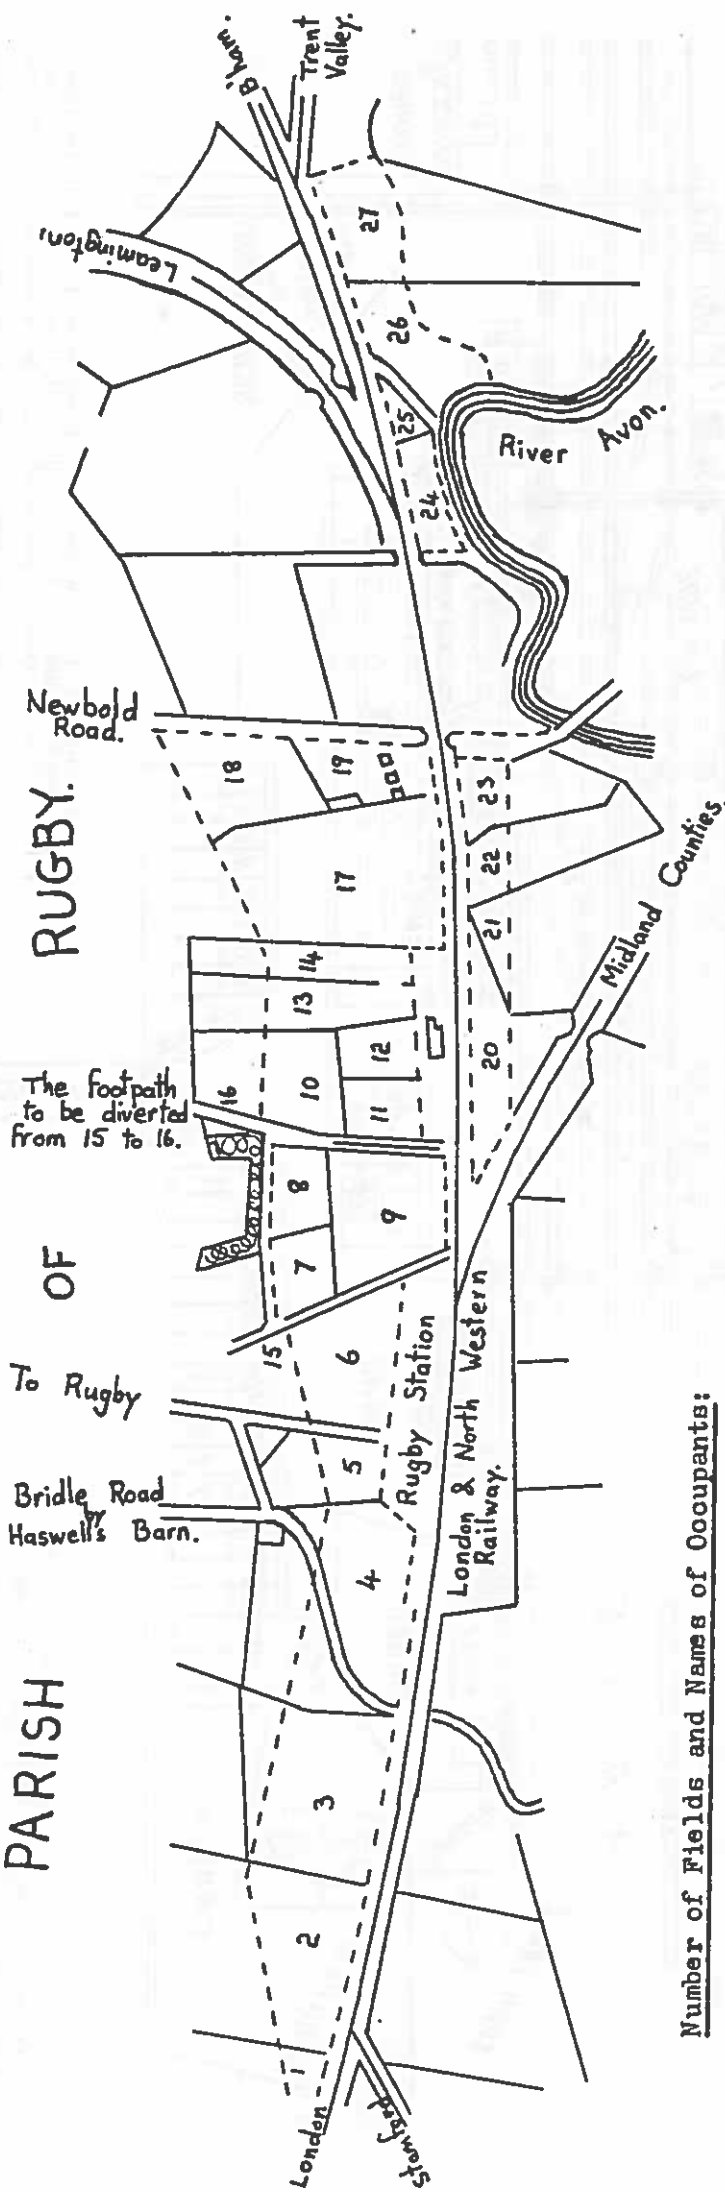 PARISH OF RUGBY.
Bridle Road
by
Haswell's Barn.
To Rugby
The footpath
to be diverted
from 15 to 16.
Newbold
Road.
Leamington
B'ham.
Trent
Valley.
London
Stamford
1
2
3
4
5
6
7
8
9
10
11
12
13
14
15
16
17
18
19
20
21
22
23
24
25
26
27
Rugby Station
London & North Western
Railway.
Midland Counties.
River Avon.
Number of Fields and Names of Occupants: